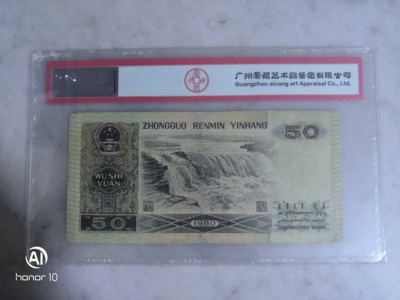 广州爱藏艺术品鉴定有限公司
Guangzhou aicang art Appraisal Co., Ltd.
ZHONGGUO RENMIN YINHANG
50
WUSHI
YUAN
50
1980
AI
honor 10